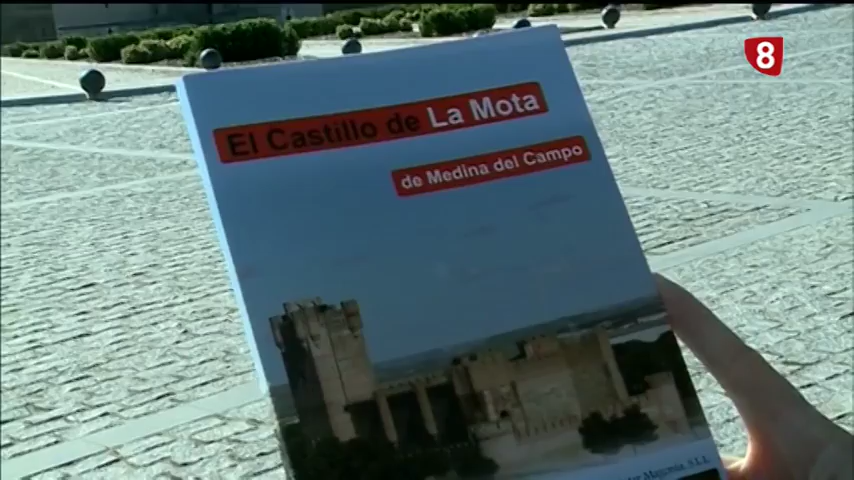 8
El Castillo de La Mota
de Medina del Campo
S.L.L